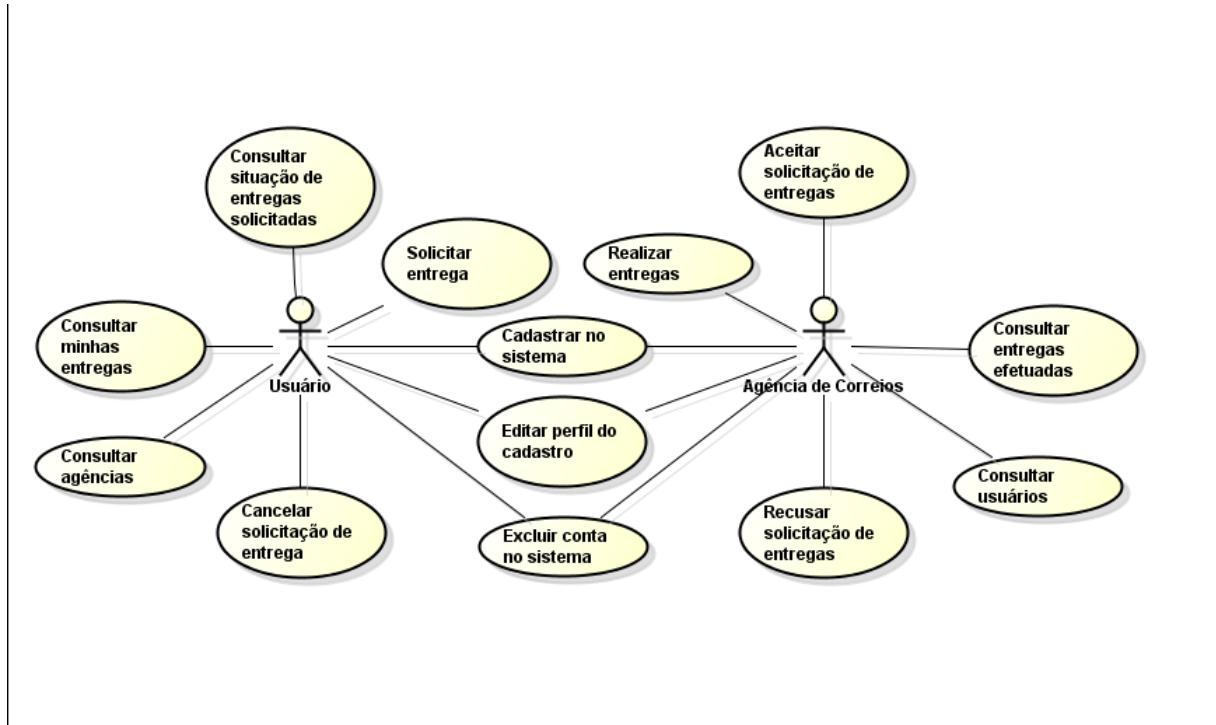 Consultar
situação de
entregas
solicitadas
Aceitar
solicitação de
entregas
Solicitar
entrega
Realizar
entregas
Consultar
minhas
entregas
Cadastrar no
sistema
Consultar
entregas
efetuadas
Usuário
Agência de Correios
Editar perfil do
cadastro
Consultar
agências
Consultar
usuários
Cancelar
solicitação de
entrega
Excluir conta
no sistema
Recusar
solicitação de
entregas